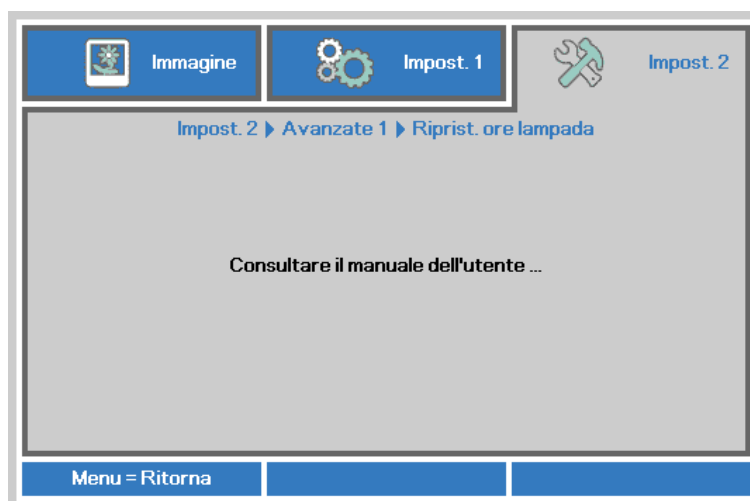 Immagine
Impost. 1
Impost. 2
Impost. 2 ▶ Avanzate 1 ▶ Riprist. ore lampada
Consultare il manuale dell'utente ...
Menu = Ritorna